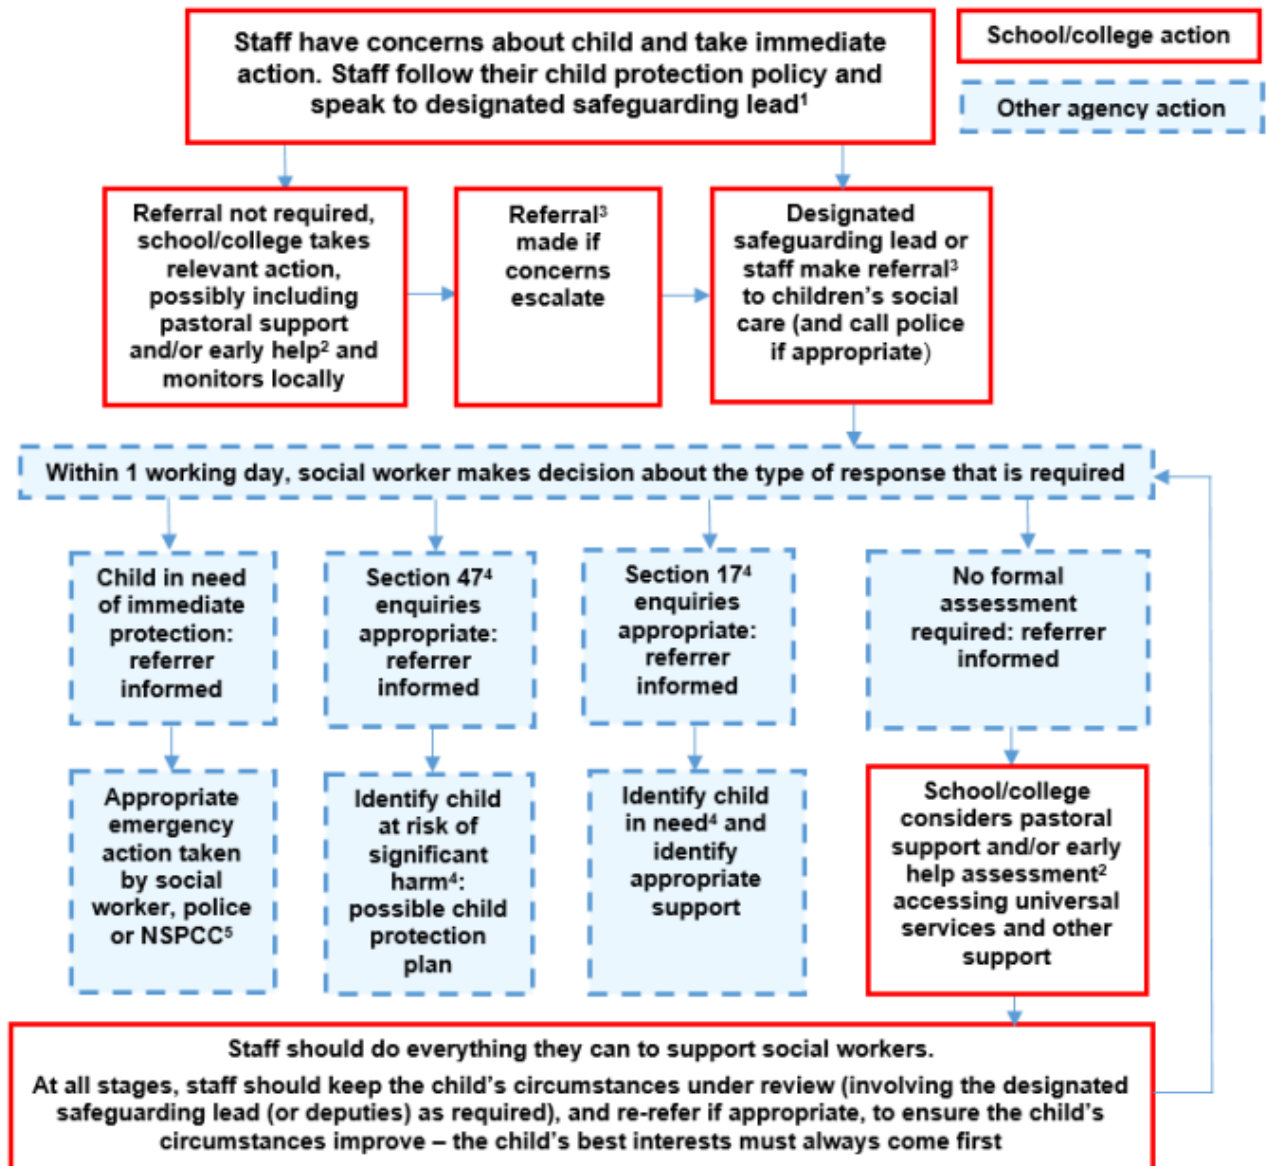 Staff have concerns about child and take immediate
action. Staff follow their child protection policy and
speak to designated safeguarding lead¹
School/college action
Other agency action
Referral not required,
school/college takes
relevant action,
possibly including
pastoral support
and/or early help² and
monitors locally
Referral³
made if
concerns
escalate
Designated
safeguarding lead or
staff make referral³
to children's social
care (and call police
if appropriate)
Within 1 working day, social worker makes decision about the type of response that is required
Child in need
of immediate
protection:
referrer
informed
Section 47⁴
enquiries
appropriate:
referrer
informed
Section 17⁴
enquiries
appropriate:
referrer
informed
No formal
assessment
required: referrer
informed
Appropriate
emergency
action taken
by social
worker, police
or NSPCC⁵
Identify child
at risk of
significant
harm⁴:
possible child
protection
plan
Identify child
in need⁴ and
identify
appropriate
support
School/college
considers pastoral
support and/or early
help assessment²
accessing universal
services and other
support
Staff should do everything they can to support social workers.
At all stages, staff should keep the child's circumstances under review (involving the designated
safeguarding lead (or deputies) as required), and re-refer if appropriate, to ensure the child's
circumstances improve – the child's best interests must always come first